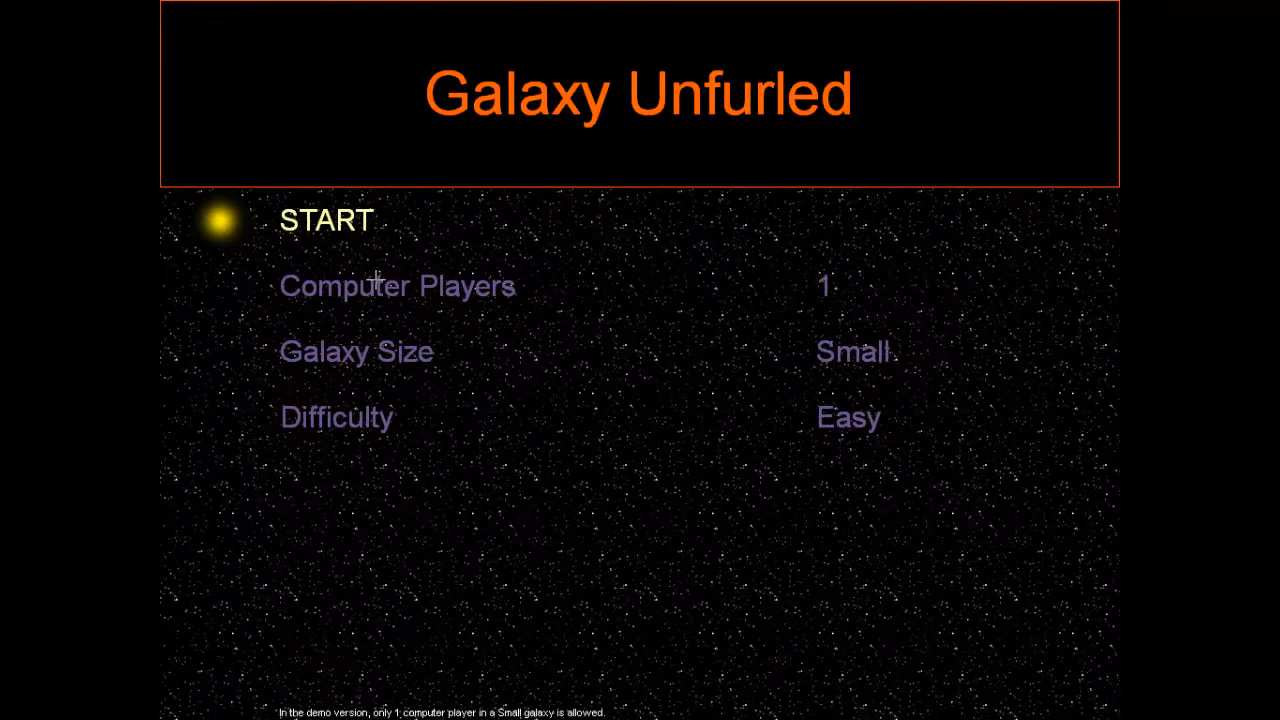 Galaxy Unfurled
START
Computer Players 1
Galaxy Size Small
Difficulty Easy
In the demo version, only 1 computer player in a Small galaxy is allowed.